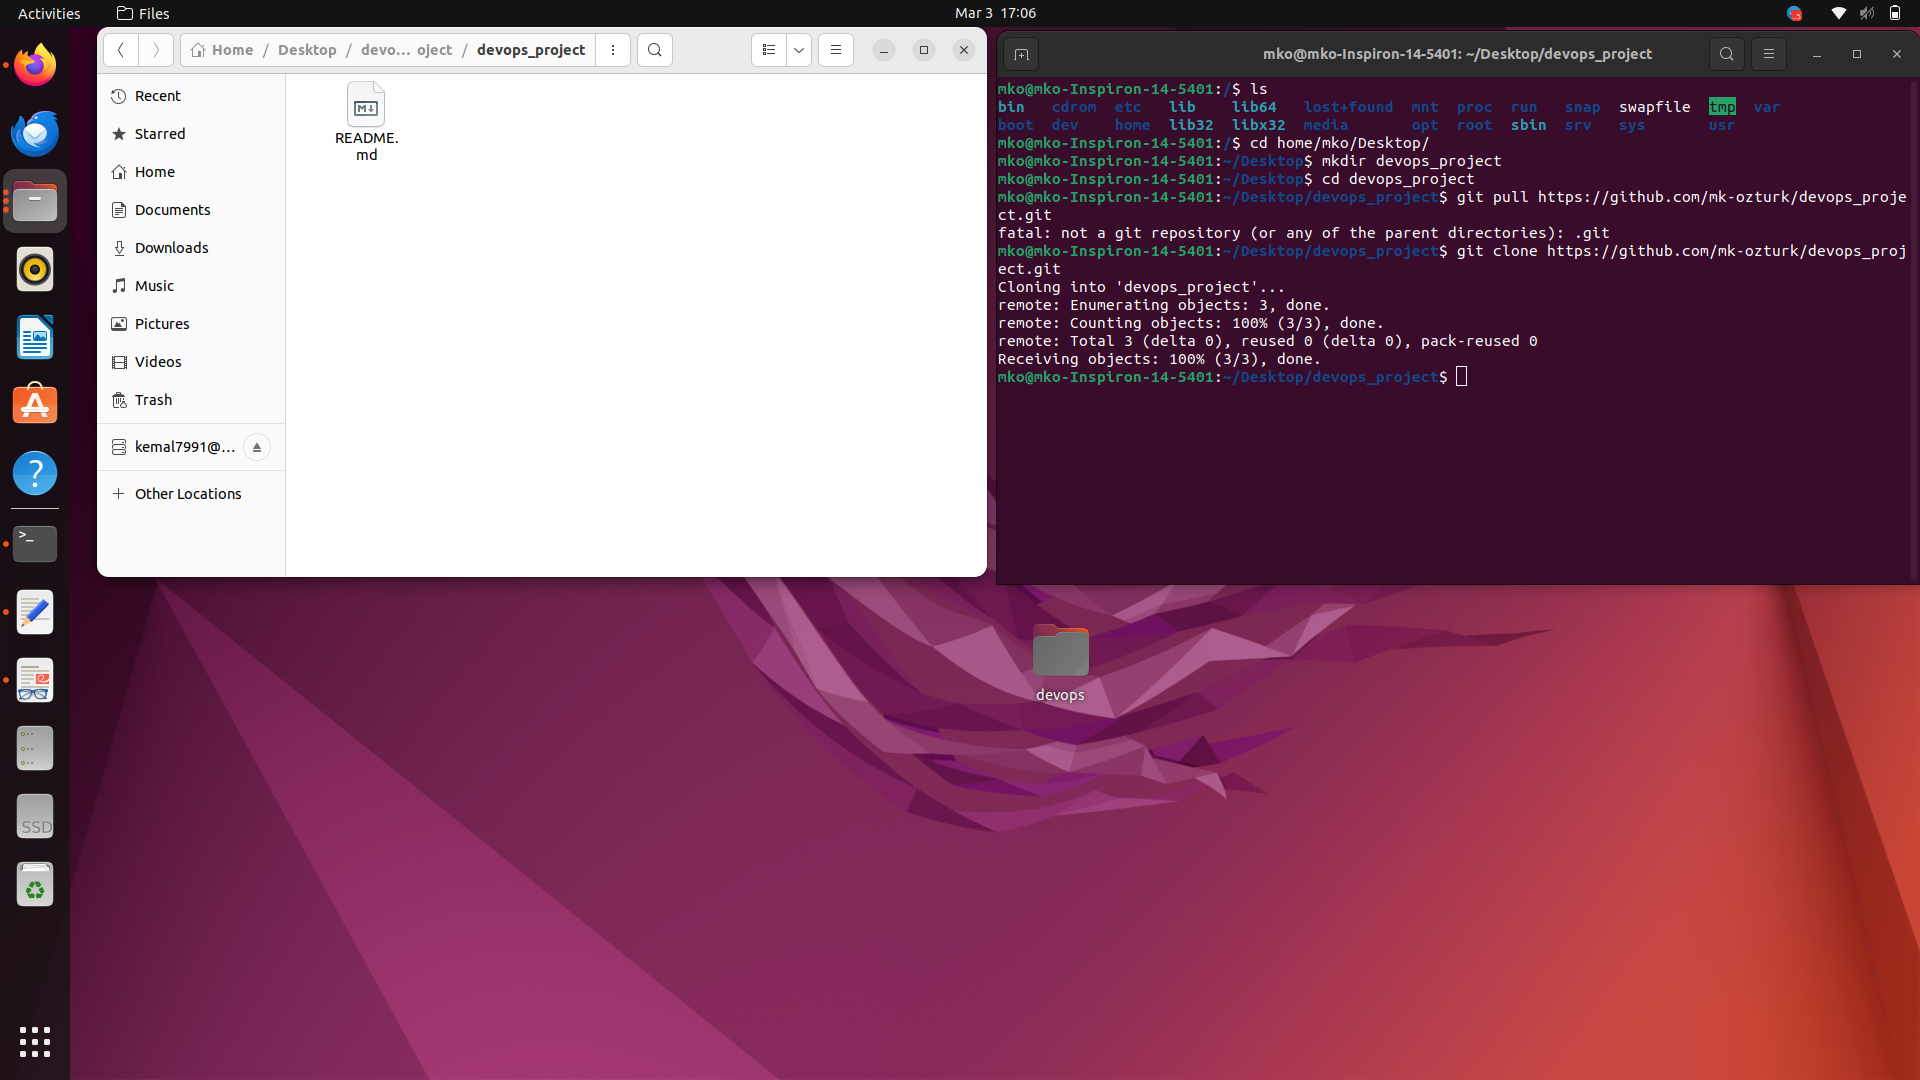 Activities
Files
Mar 3 17:06
Home / Desktop / devo... oject / devops_project
Recent
Starred
Home
Documents
Downloads
Music
Pictures
Videos
Trash
kemal7991@...
Other Locations
README.
md
mko@mko-Inspiron-14-5401: ~/Desktop/devops_project
mko@mko-Inspiron-14-5401:/$ ls
bin cdrom etc lib lib64 lost+found mnt proc run snap swapfile tmp var
boot dev home lib32 libx32 media opt root sbin srv sys usr
mko@mko-Inspiron-14-5401:/$ cd home/mko/Desktop/
mko@mko-Inspiron-14-5401:~/Desktop$ mkdir devops_project
mko@mko-Inspiron-14-5401:~/Desktop$ cd devops_project
mko@mko-Inspiron-14-5401:~/Desktop/devops_project$ git pull https://github.com/mk-ozturk/devops_proje
ct.git
fatal: not a git repository (or any of the parent directories): .git
mko@mko-Inspiron-14-5401:~/Desktop/devops_project$ git clone https://github.com/mk-ozturk/devops_proj
ect.git
Cloning into 'devops_project'...
remote: Enumerating objects: 3, done.
remote: Counting objects: 100% (3/3), done.
remote: Total 3 (delta 0), reused 0 (delta 0), pack-reused 0
Receiving objects: 100% (3/3), done.
mko@mko-Inspiron-14-5401:~/Desktop/devops_project$
devops
SSD